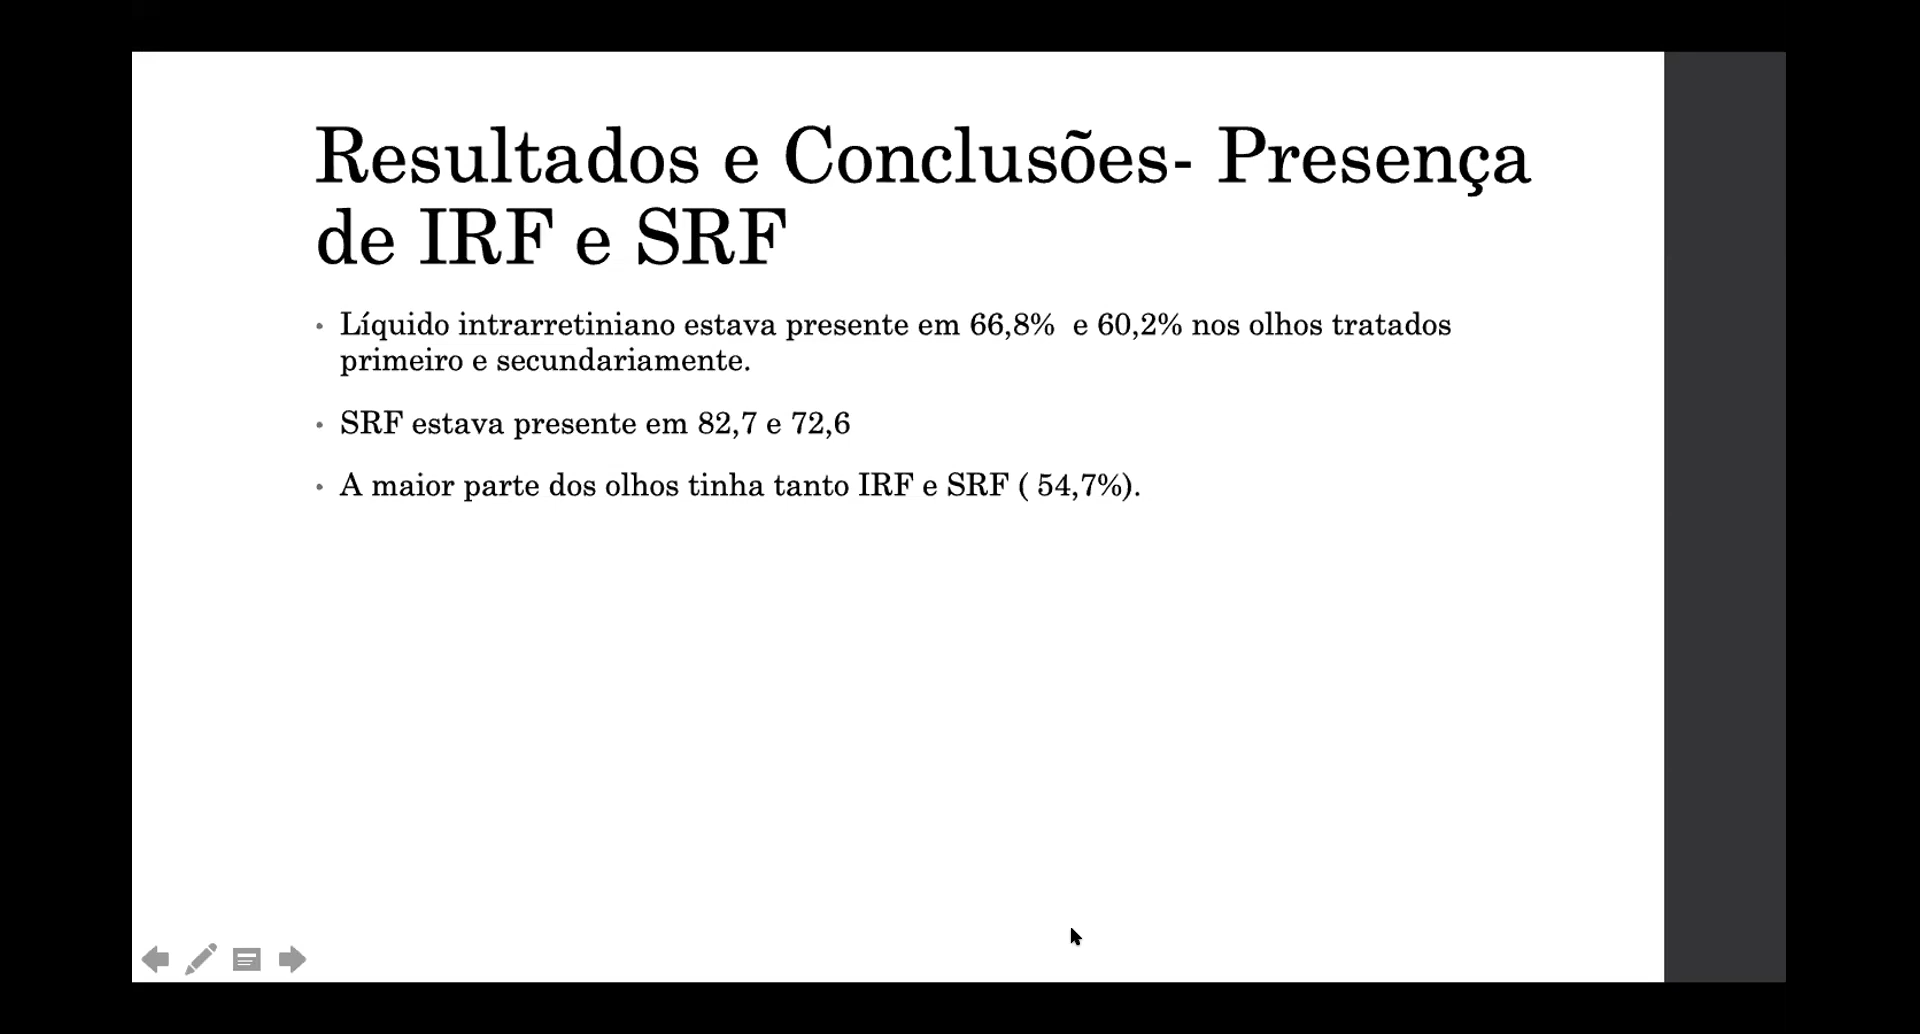 Resultados e Conclusões- Presença
de IRF e SRF
• Líquido intrarretiniano estava presente em 66,8%  e 60,2% nos olhos tratados
primeiro e secundariamente.
• SRF estava presente em 82,7 e 72,6
• A maior parte dos olhos tinha tanto IRF e SRF ( 54,7%).